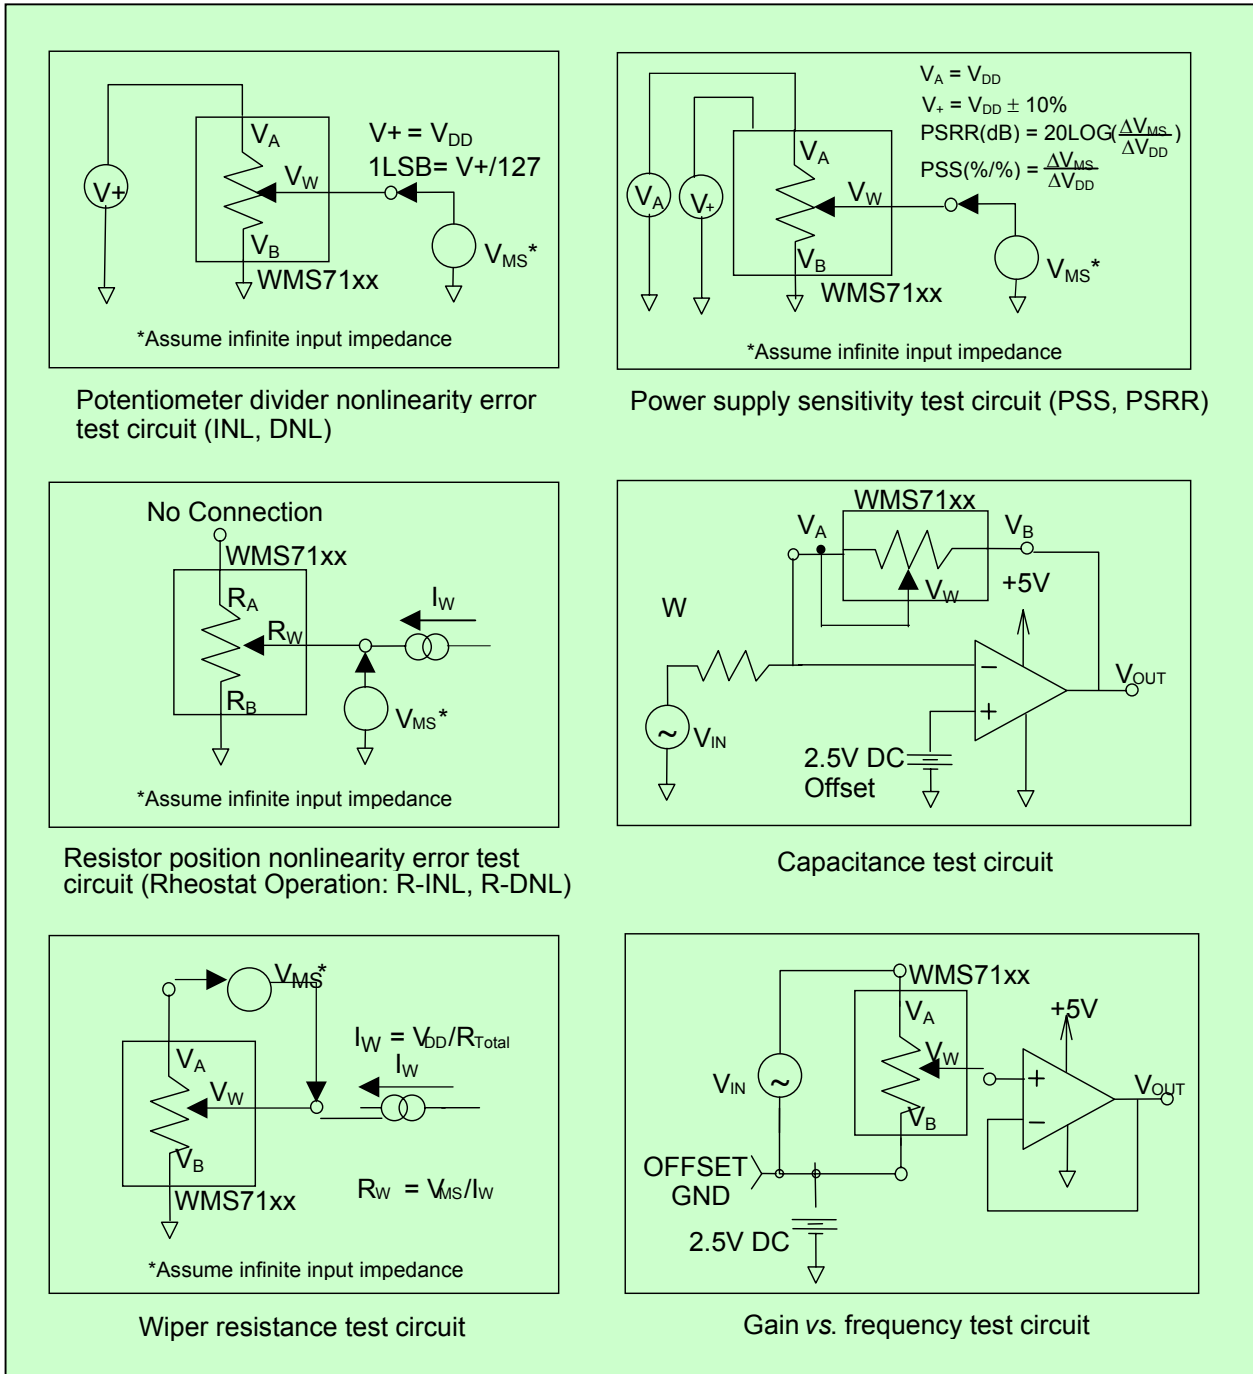 V+
VA
VW
VB
V+ = VDD
1LSB= V+/127
VMS*
WMS71xx
*Assume infinite input impedance
Potentiometer divider nonlinearity error
test circuit (INL, DNL)
VA = VDD
V+ = VDD ± 10%
PSRR(dB) = 20LOG(ΔVMS/ΔVDD)
PSS(%/%) = ΔVMS/ΔVDD
VA
V+
VA
VW
VB
VMS*
WMS71xx
*Assume infinite input impedance
Power supply sensitivity test circuit (PSS, PSRR)
No Connection
WMS71xx
RA
RW
RB
IW
VMS*
*Assume infinite input impedance
Resistor position nonlinearity error test
circuit (Rheostat Operation: R-INL, R-DNL)
WMS71xx
VA
VB
VW
+5V
W
−
+
VOUT
~
VIN
2.5V DC
Offset
Capacitance test circuit
VMS*
IW = VDD/RTotal
IW
VA
VW
VB
WMS71xx
RW = VMS/IW
*Assume infinite input impedance
Wiper resistance test circuit
WMS71xx
VA
VW
VB
+5V
VIN
~
+
−
VOUT
OFFSET
GND
2.5V DC
Gain vs. frequency test circuit